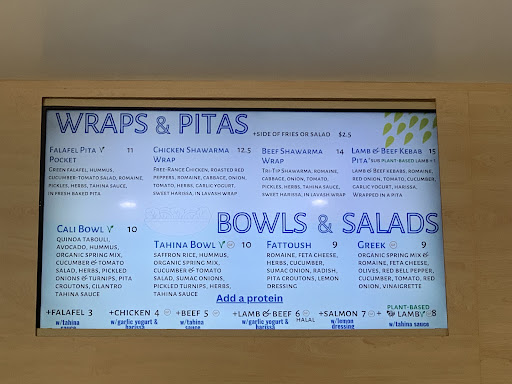 WRAPS & PITAS +SIDE OF FRIES OR SALAD $2.5
FALAFEL PITA 11
POCKET
GREEN FALAFEL, HUMMUS,
CUCUMBER-TOMATO SALAD, ROMAINE,
PICKLES, HERBS, TAHINA SAUCE,
IN FRESH BAKED PITA
CHICKEN SHAWARMA 12.5
WRAP
FREE-RANGE CHICKEN, ROASTED RED
PEPPERS, ROMAINE, CABBAGE, ONION,
TOMATO, HERBS, GARLIC YOGURT,
SWEET HARISSA, IN LAVASH WRAP
BEEF SHAWARMA 14
WRAP
TRI-TIP SHAWARMA, ROMAINE,
CABBAGE, ONION, TOMATO,
PICKLES, HERBS, TAHINA SAUCE,
SWEET HARISSA, IN LAVASH WRAP
LAMB & BEEF KEBAB 15
PITA *SUB PLANT-BASED LAMB +1
LAMB & BEEF KEBABS, ROMAINE,
RED ONION, TOMATO, CUCUMBER,
GARLIC YOGURT, HARISSA,
WRAPPED IN A PITA
BOWLS & SALADS
CALI BOWL 10
QUINOA TABOULI,
AVOCADO, HUMMUS,
ORGANIC SPRING MIX,
CUCUMBER & TOMATO
SALAD, HERBS, PICKLED
ONIONS & TURNIPS, PITA
CROUTONS, CILANTRO
TAHINA SAUCE
TAHINA BOWL 10
SAFFRON RICE, HUMMUS,
ORGANIC SPRING MIX,
CUCUMBER & TOMATO
SALAD, SUMAC ONIONS,
PICKLED TURNIPS, HERBS,
TAHINA SAUCE
FATTOUSH 9
ROMAINE, FETA CHEESE,
HERBS, CUCUMBER,
SUMAC ONION, RADISH,
PITA CROUTONS, LEMON
DRESSING
GREEK 9
ORGANIC SPRING MIX &
ROMAINE, FETA CHEESE,
OLIVES, RED BELL PEPPER,
CUCUMBER, TOMATO, RED
ONION, VINAIGRETTE
Add a protein
+FALAFEL 3
w/tahina
sauce
+CHICKEN 4
w/garlic yogurt &
harissa
+BEEF 5
w/tahina
sauce
+LAMB & BEEF 6
HALAL
w/garlic yogurt &
harissa
+SALMON 7
w/lemon
dressing
PLANT-BASED
+ LAMB 8
w/tahina
sauce